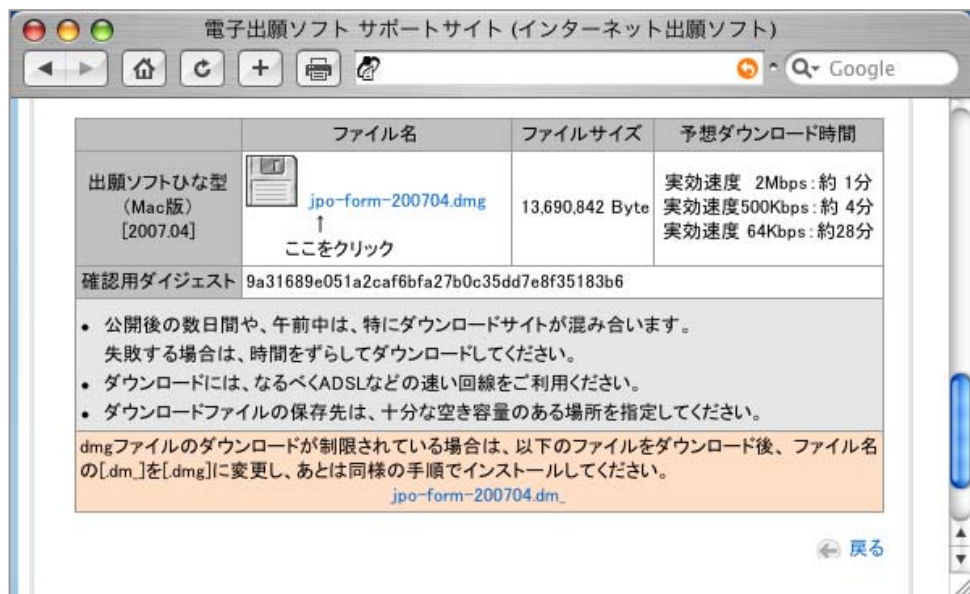 電子出願ソフト サポートサイト (インターネット出願ソフト)
Google
ファイル名 ファイルサイズ 予想ダウンロード時間
出願ソフトひな型
(Mac版)
[2007.04]
jpo-form-200704.dmg
↑
ここをクリック
13,690,842 Byte
実効速度 2Mbps:約 1分
実効速度500Kbps:約 4分
実効速度 64Kbps:約28分
確認用ダイジェスト 9a31689e051a2caf6bfa27b0c35dd7e8f35183b6
• 公開後の数日間や、午前中は、特にダウンロードサイトが混み合います。
失敗する場合は、時間をずらしてダウンロードしてください。
• ダウンロードには、なるべくADSLなどの速い回線をご利用ください。
• ダウンロードファイルの保存先は、十分な空き容量のある場所を指定してください。
dmgファイルのダウンロードが制限されている場合は、以下のファイルをダウンロード後、ファイル名
の[.dm_]を[.dmg]に変更し、あとは同様の手順でインストールしてください。
jpo-form-200704.dm_
戻る